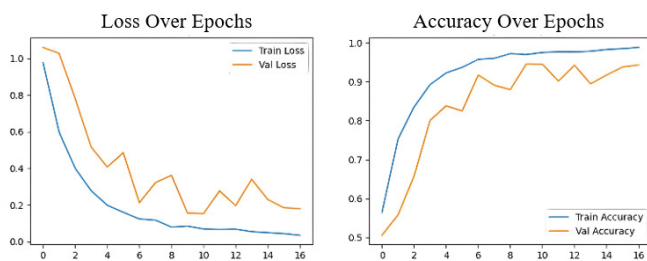 Loss Over Epochs
Train Loss
Val Loss
1.0
0.8
0.6
0.4
0.2
0.0
0 2 4 6 8 10 12 14 16
Accuracy Over Epochs
1.0
0.9
0.8
0.7
0.6
0.5
Train Accuracy
Val Accuracy
0 2 4 6 8 10 12 14 16